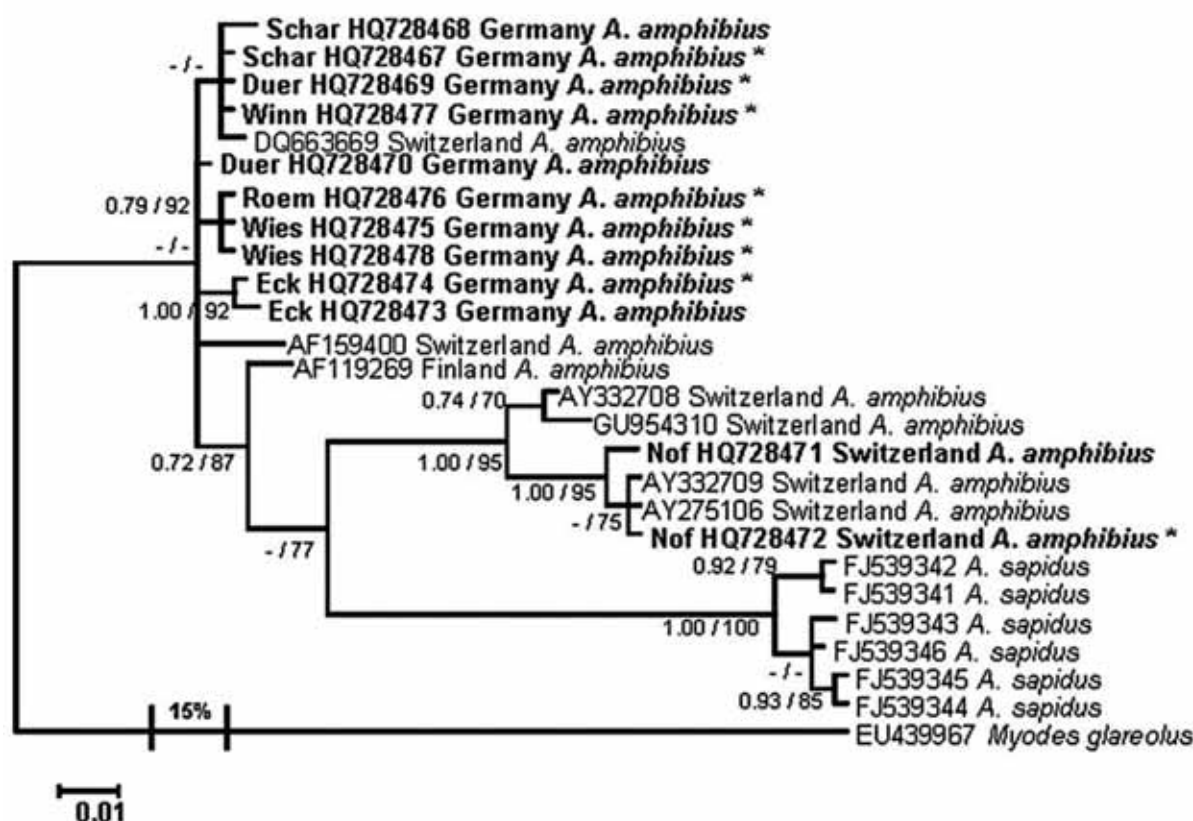 Schar HQ728468 Germany A. amphibius
- / -
Schar HQ728467 Germany A. amphibius *
Duer HQ728469 Germany A. amphibius *
Winn HQ728477 Germany A. amphibius *
DQ663669 Switzerland A. amphibius
Duer HQ728470 Germany A. amphibius
0.79 / 92
Roem HQ728476 Germany A. amphibius *
Wies HQ728475 Germany A. amphibius *
- / -
Wies HQ728478 Germany A. amphibius *
Eck HQ728474 Germany A. amphibius *
1.00 / 92
Eck HQ728473 Germany A. amphibius
AF159400 Switzerland A. amphibius
AF119269 Finland A. amphibius
0.74 / 70
AY332708 Switzerland A. amphibius
GU954310 Switzerland A. amphibius
0.72 / 87
1.00 / 95
Nof HQ728471 Switzerland A. amphibius
1.00 / 95
AY332709 Switzerland A. amphibius
AY275106 Switzerland A. amphibius
- / 75
Nof HQ728472 Switzerland A. amphibius *
- / 77
0.92 / 79
FJ539342 A. sapidus
FJ539341 A. sapidus
1.00 / 100
FJ539343 A. sapidus
FJ539346 A. sapidus
- / -
FJ539345 A. sapidus
0.93 / 85
FJ539344 A. sapidus
15%
EU439967 Myodes glareolus
0.01